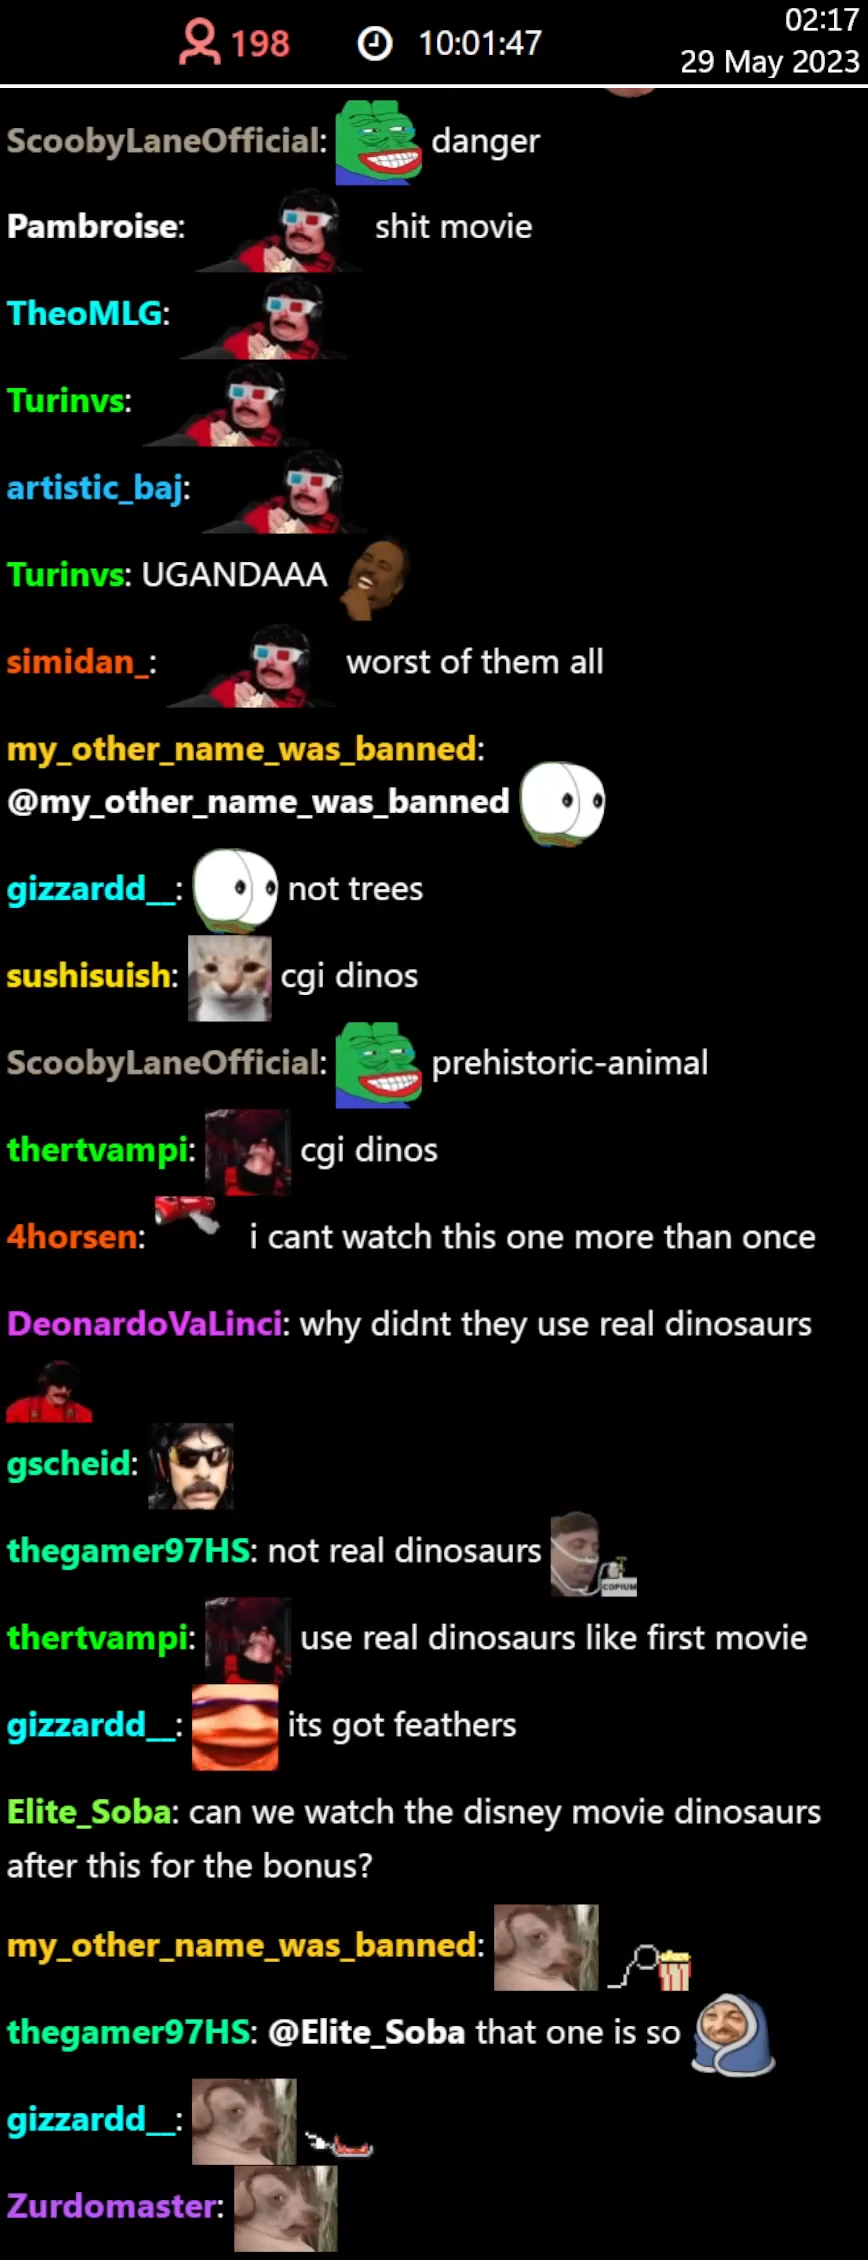 198 10:01:47 02:17
29 May 2023
ScoobyLaneOfficial: danger
Pambroise: shit movie
TheoMLG:
Turinvs:
artistic_baj:
Turinvs: UGANDAAA
simidan_: worst of them all
my_other_name_was_banned:
@my_other_name_was_banned
gizzardd__: not trees
sushisuish: cgi dinos
ScoobyLaneOfficial: prehistoric-animal
thertvampi: cgi dinos
4horsen: i cant watch this one more than once
DeonardoVaLinci: why didnt they use real dinosaurs
gscheid:
thegamer97HS: not real dinosaurs COPIUM
thertvampi: use real dinosaurs like first movie
gizzardd__: its got feathers
Elite_Soba: can we watch the disney movie dinosaurs
after this for the bonus?
my_other_name_was_banned:
thegamer97HS: @Elite_Soba that one is so
gizzardd__:
Zurdomaster: